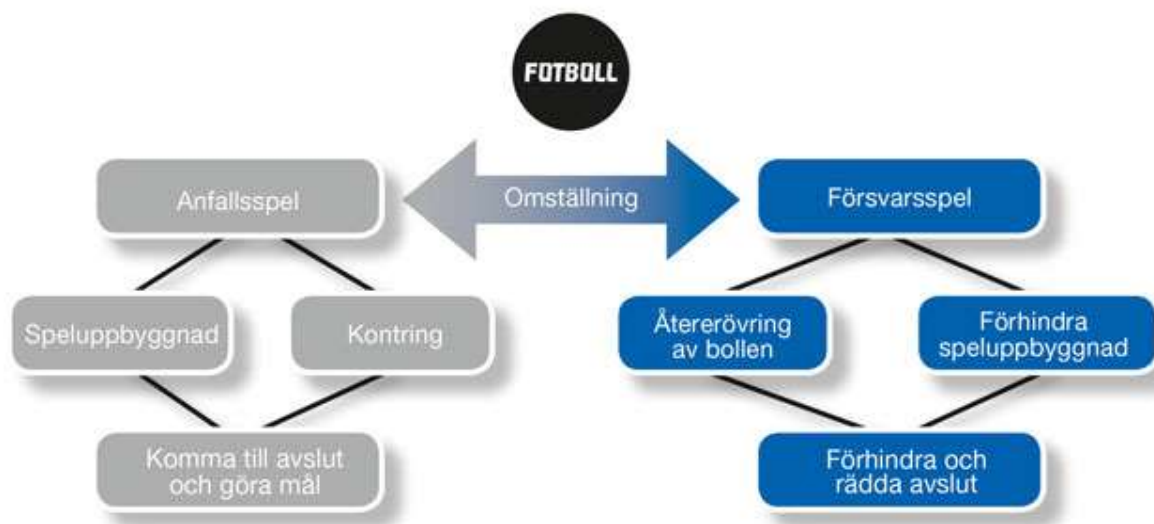 FOTBOLL
Anfallsspel
Omställning
Försvarsspel
Speluppbyggnad
Kontring
Återerövring
av bollen
Förhindra
speluppbyggnad
Komma till avslut
och göra mål
Förhindra och
rädda avslut